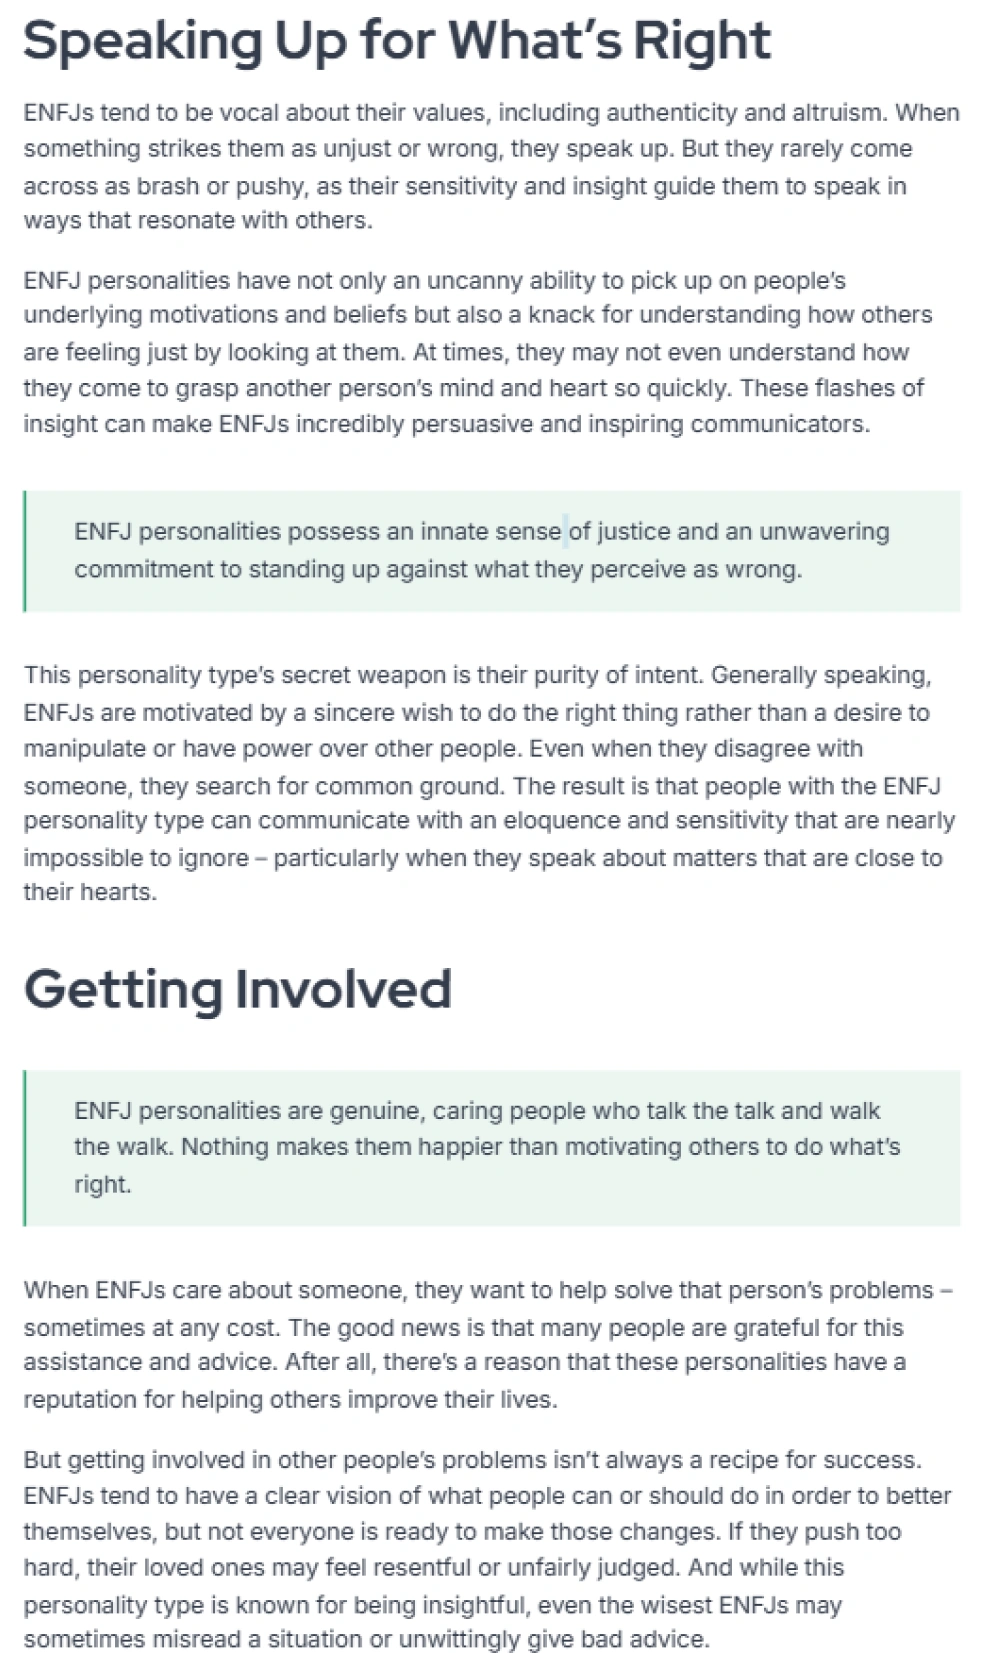 Speaking Up for What’s Right
ENFJs tend to be vocal about their values, including authenticity and altruism. When
something strikes them as unjust or wrong, they speak up. But they rarely come
across as brash or pushy, as their sensitivity and insight guide them to speak in
ways that resonate with others.
ENFJ personalities have not only an uncanny ability to pick up on people’s
underlying motivations and beliefs but also a knack for understanding how others
are feeling just by looking at them. At times, they may not even understand how
they come to grasp another person’s mind and heart so quickly. These flashes of
insight can make ENFJs incredibly persuasive and inspiring communicators.
ENFJ personalities possess an innate sense of justice and an unwavering
commitment to standing up against what they perceive as wrong.
This personality type’s secret weapon is their purity of intent. Generally speaking,
ENFJs are motivated by a sincere wish to do the right thing rather than a desire to
manipulate or have power over other people. Even when they disagree with
someone, they search for common ground. The result is that people with the ENFJ
personality type can communicate with an eloquence and sensitivity that are nearly
impossible to ignore – particularly when they speak about matters that are close to
their hearts.
Getting Involved
ENFJ personalities are genuine, caring people who talk the talk and walk
the walk. Nothing makes them happier than motivating others to do what’s
right.
When ENFJs care about someone, they want to help solve that person’s problems –
sometimes at any cost. The good news is that many people are grateful for this
assistance and advice. After all, there’s a reason that these personalities have a
reputation for helping others improve their lives.
But getting involved in other people’s problems isn’t always a recipe for success.
ENFJs tend to have a clear vision of what people can or should do in order to better
themselves, but not everyone is ready to make those changes. If they push too
hard, their loved ones may feel resentful or unfairly judged. And while this
personality type is known for being insightful, even the wisest ENFJs may
sometimes misread a situation or unwittingly give bad advice.